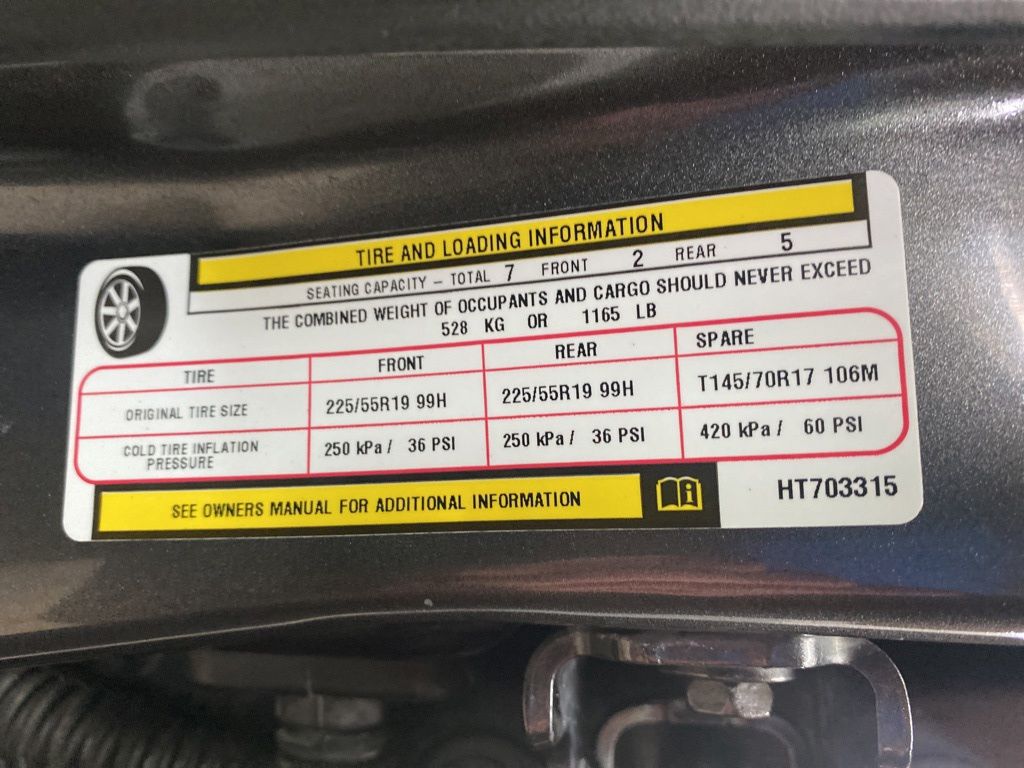 TIRE AND LOADING INFORMATION
SEATING CAPACITY – TOTAL 7 FRONT 2 REAR 5
THE COMBINED WEIGHT OF OCCUPANTS AND CARGO SHOULD NEVER EXCEED
528 KG OR 1165 LB
TIRE FRONT REAR SPARE
ORIGINAL TIRE SIZE 225/55R19 99H 225/55R19 99H T145/70R17 106M
COLD TIRE INFLATION
PRESSURE 250 kPa / 36 PSI 250 kPa / 36 PSI 420 kPa / 60 PSI
SEE OWNERS MANUAL FOR ADDITIONAL INFORMATION
HT703315